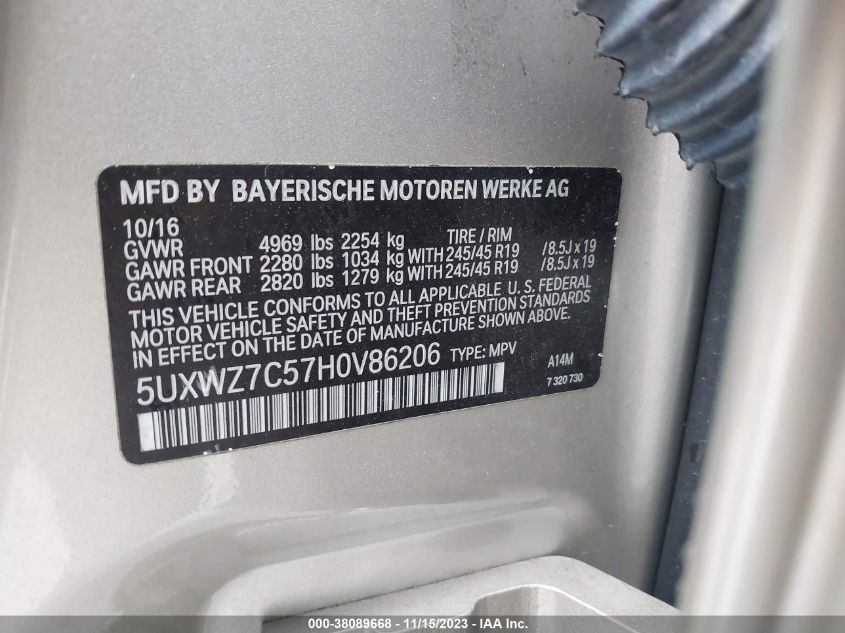 MFD BY BAYERISCHE MOTOREN WERKE AG
10/16 TIRE / RIM
GVWR 4969 lbs 2254 kg
GAWR FRONT 2280 lbs 1034 kg WITH 245/45 R19 / 8.5J x 19
GAWR REAR 2820 lbs 1279 kg WITH 245/45 R19 / 8.5J x 19
THIS VEHICLE CONFORMS TO ALL APPLICABLE U. S. FEDERAL
MOTOR VEHICLE SAFETY AND THEFT PREVENTION STANDARDS
IN EFFECT ON THE DATE OF MANUFACTURE SHOWN ABOVE.
5UXWZ7C57H0V86206 TYPE: MPV A14M
7 320 730
000-38089668 - 11/15/2023 - © IAA Inc.